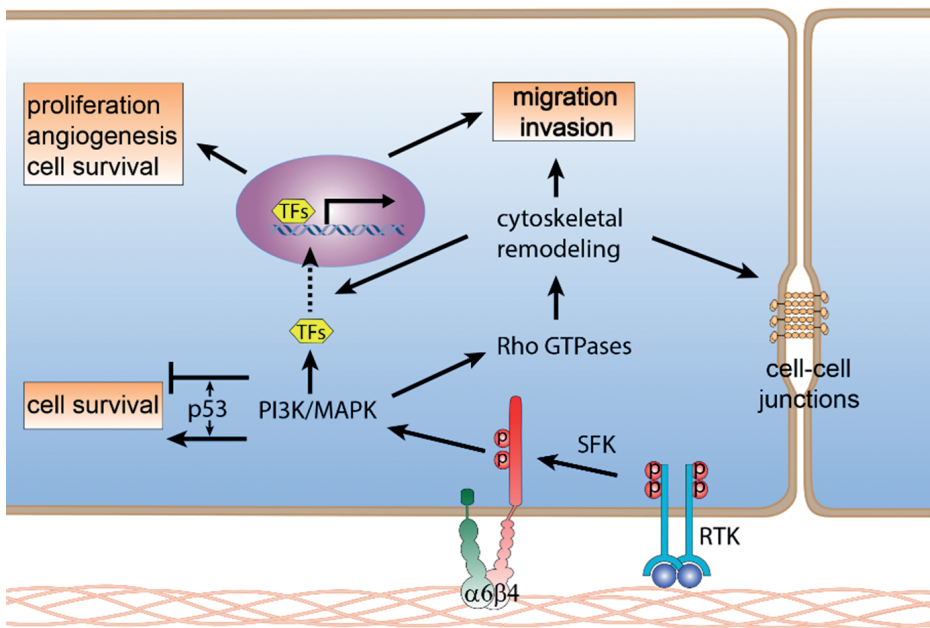 proliferation
angiogenesis
cell survival
migration
invasion
TFs
cytoskeletal
remodeling
TFs
Rho GTPases
cell-cell
junctions
cell survival
p53
PI3K/MAPK
SFK
p
p
p
p
p
p
RTK
α6β4